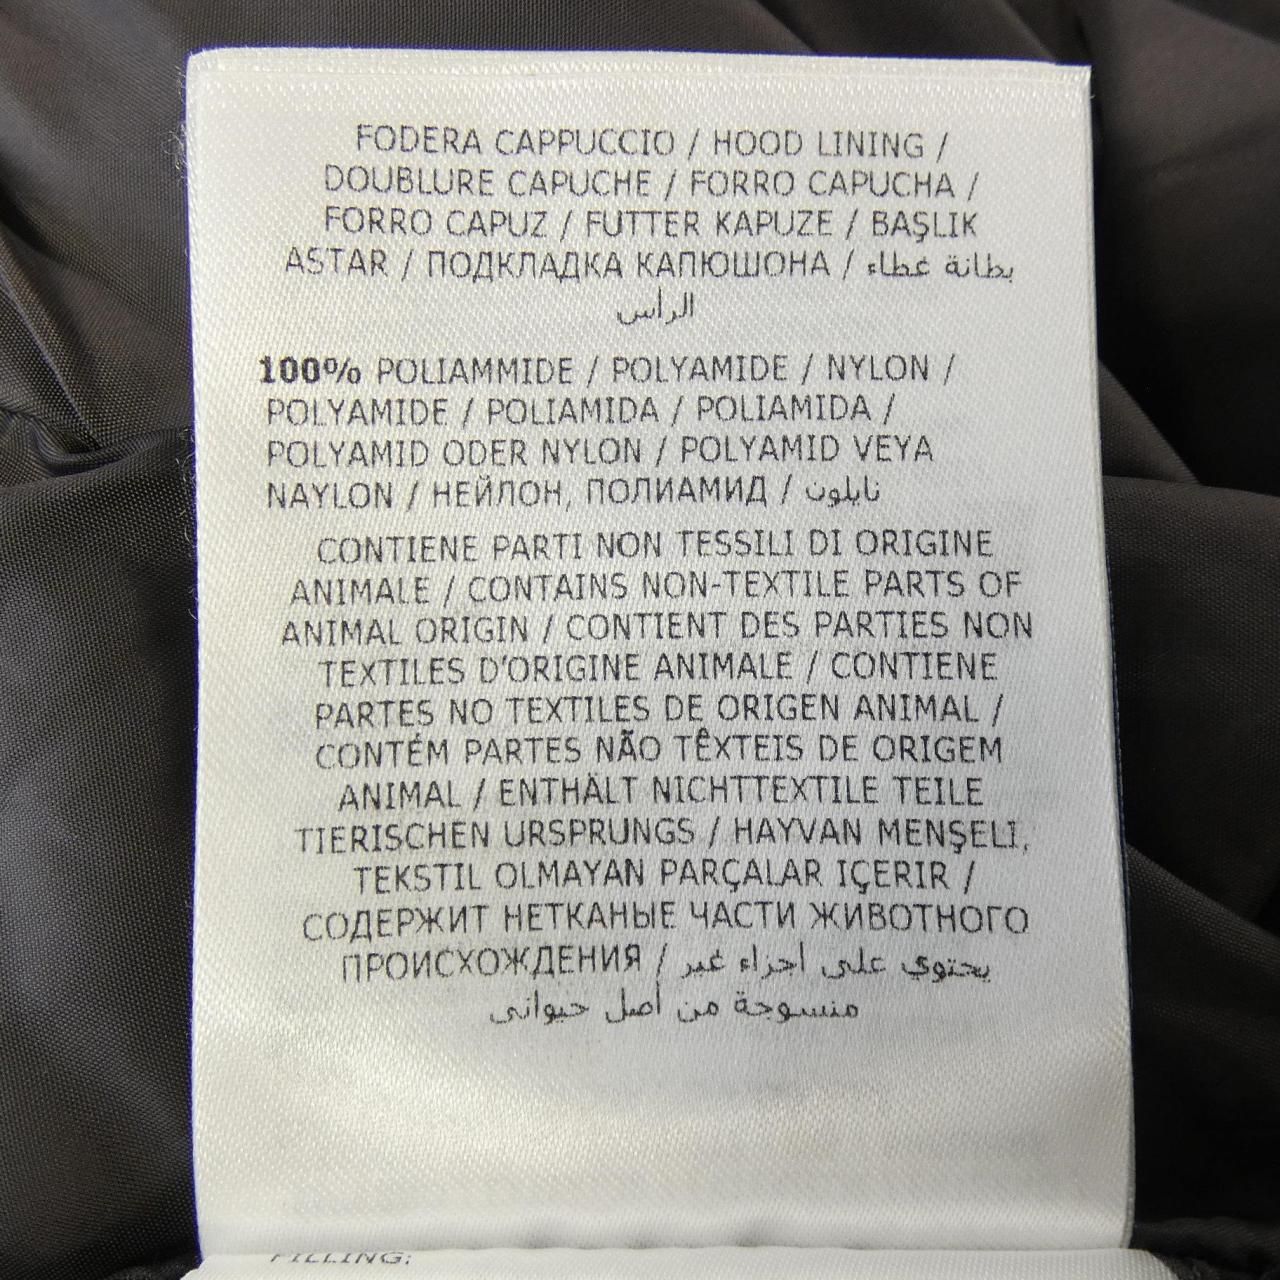 FODERA CAPPUCCIO / HOOD LINING /
DOUBLURE CAPUCHE / FORRO CAPUCHA /
FORRO CAPUZ / FUTTER KAPUZE / BAŞLIK
ASTAR / ПОДКЛАДКА КАПЮШОНА / بطانة غطاء
الرأس
100% POLIAMMIDE / POLYAMIDE / NYLON /
POLYAMIDE / POLIAMIDA / POLIAMIDA /
POLYAMID ODER NYLON / POLYAMID VEYA
NAYLON / НЕЙЛОН, ПОЛИАМИД / نايلون
CONTIENE PARTI NON TESSILI DI ORIGINE
ANIMALE / CONTAINS NON-TEXTILE PARTS OF
ANIMAL ORIGIN / CONTIENT DES PARTIES NON
TEXTILES D'ORIGINE ANIMALE / CONTIENE
PARTES NO TEXTILES DE ORIGEN ANIMAL /
CONTÉM PARTES NÃO TÊXTEIS DE ORIGEM
ANIMAL / ENTHÄLT NICHTTEXTILE TEILE
TIERISCHEN URSPRUNGS / HAYVAN MENŞELI,
TEKSTIL OLMAYAN PARÇALAR IÇERIR /
СОДЕРЖИТ НЕТКАНЫЕ ЧАСТИ ЖИВОТНОГО
ПРОИСХОЖДЕНИЯ / يحتوي على أجزاء غير
منسوجة من أصل حيواني
FILLING: